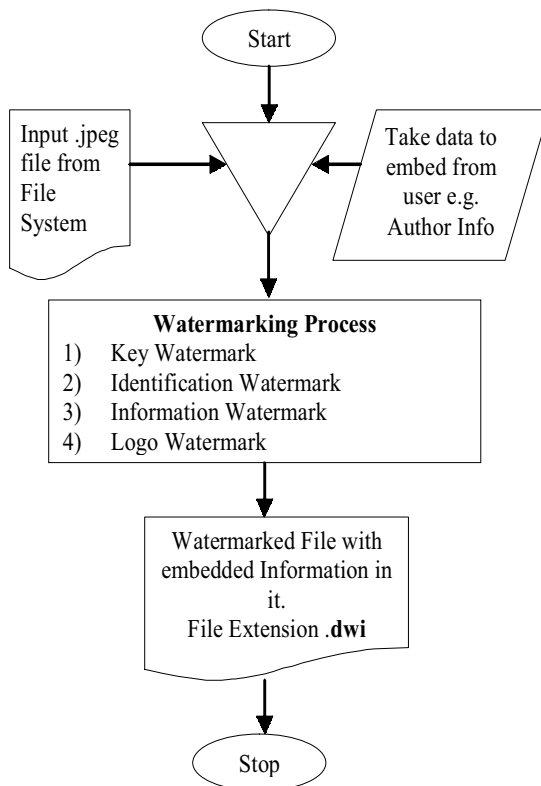 Start
Input .jpeg
file from
File
System
Take data to
embed from
user e.g.
Author Info
Watermarking Process
1) Key Watermark
2) Identification Watermark
3) Information Watermark
4) Logo Watermark
Watermarked File with
embedded Information in
it.
File Extension .dwi
Stop